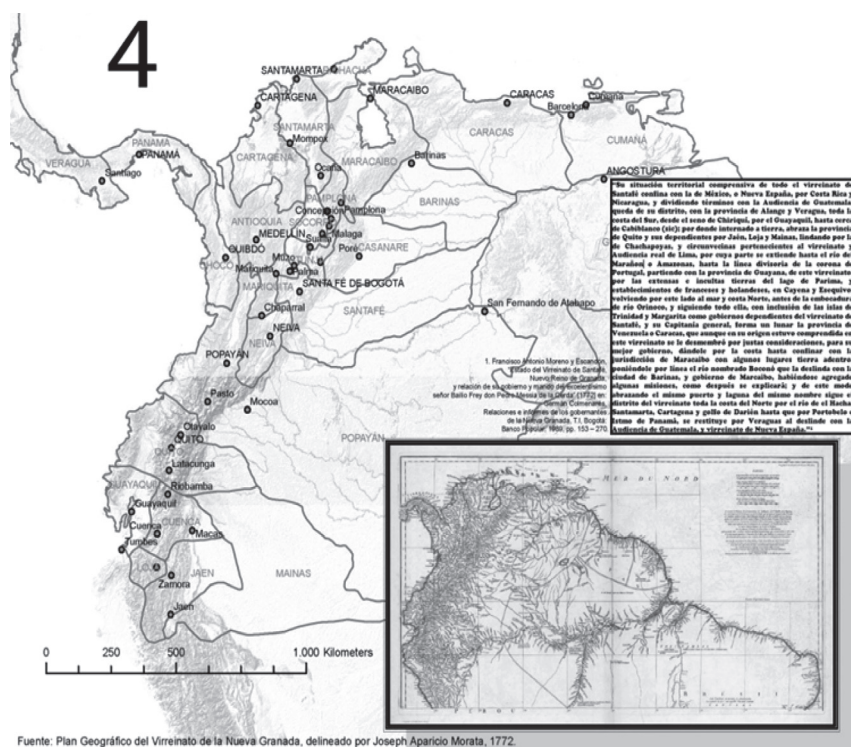 4
SANTAMARTA
RIOHACHA
CARTAGENA
MARACAIBO
CARACAS
Cumana
Barcelona
SANTAMARTA
Mompox
CARACAS
CUMANÁ
PANAMA
PANAMÁ
VERAGUA
Santiago
CARTAGENA
MARACAIBO
Ocaña
Barinas
ANGOSTURA
PAMPLONA
BARINAS
Concepción
Pamplona
ANTIOQUIA
SOCORRO
MEDELLÍN
Malaga
Suma
CASANARE
QUIBDÓ
Muzo
TUNJA
Pore
CHOCO
Mariquita
Palma
MARIQUITA
SANTA FÉ DE BOGOTÁ
SANTAFÉ
San Fernando de Atabapo
Chaparral
NEIVA
NEIVA
POPAYÁN
Pasto
Mocoa
POPAYÁN
Otavalo
QUITO
QUITO
Latacunga
Riobamba
GUAYAQUIL
Guayaquil
Cuenca
CUENCA
Macas
Tumbes
JAEN
MAINAS
Zamora
Jaen
"Su situación territorial comprensiva de todo el virreinato de
Santafé confina con la de México, o Nueva España, por Costa Rica y
Nicaragua, y dividiendo términos con la Audiencia de Guatemala
queda de su distrito, con la provincia de Alange y Veragua, toda la
costa del Sur, desde el seno de Chiriquí, por el Guayaquil, hasta cerca
de Cabiblanco (sic); por donde internado a tierra, abraza la provincia
de Quito y sus dependientes por Jaén, Loja y Mainas, lindando por la
de Chachapoyas, y circunvecinas pertenecientes al virreinato y
Audiencia real de Lima, por cuya parte se extiende hasta el río del
Marañón o Amazonas, hasta la línea divisoria de la corona de
Portugal, partiendo con la provincia de Guayana, de este virreinato
por las extensas e incultas tierras del lago de Parima, y
establecimientos de franceses y holandeses, en Cayena y Esequivo
volviendo por este lado al mar y costa Norte, antes de la embocadura
de río Orinoco, y siguiendo todo ella, con inclusión de las islas de
Trinidad y Margarita como gobiernos dependientes del virreinato de
Santafé, y su Capitanía general, forma un lunar la provincia de
Venezuela o Caracas, que aunque en su origen estuvo comprendida en
este virreinato se le desmembró por justas consideraciones, para su
mejor gobierno, dándole por la costa hasta confinar con la
jurisdicción de Maracaibo con algunos lugares tierra adentro
poniéndole por línea el río nombrado Boconó que la deslinda con la
ciudad de Barinas, y gobierno de Marcaibo, habiéndose agregado
algunas misiones, como después se explicará; y de este modo
abrazando el mismo puerto y laguna del mismo nombre sigue el
distrito del virreinato toda la costa del Norte por el río de el Hacha
Santamarta, Cartagena y golfo de Darién hasta que por Portobelo e
Istmo de Panamá, se restituye por Veraguas al deslinde con la
Audiencia de Guatemala, y virreinato de Nueva España."1
1. Francisco Antonio Moreno y Escandón,
Estado del Virreinato de Santafé,
Nuevo Reino de Granada,
y relación de su gobierno y mando del excelentísimo
señor Bailío Frey don Pedro Messía de la Cerda" (1772) en:
Germán Colmenares,
Relaciones e informes de los gobernantes
de la Nueva Granada, T.I, Bogotá:
Banco Popular, 1989, pp. 153 – 270.
MER DU NORD
0 250 500 1.000 Kilometers
Fuente: Plan Geográfico del Virreinato de la Nueva Granada, delineado por Joseph Aparicio Morata, 1772.